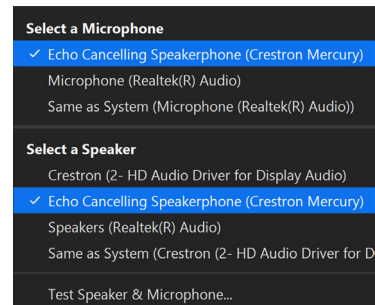 Select a Microphone
✓ Echo Cancelling Speakerphone (Crestron Mercury)
Microphone (Realtek(R) Audio)
Same as System (Microphone (Realtek(R) Audio))
Select a Speaker
Crestron (2- HD Audio Driver for Display Audio)
✓ Echo Cancelling Speakerphone (Crestron Mercury)
Speakers (Realtek(R) Audio)
Same as System (Crestron (2- HD Audio Driver for D
Test Speaker & Microphone...